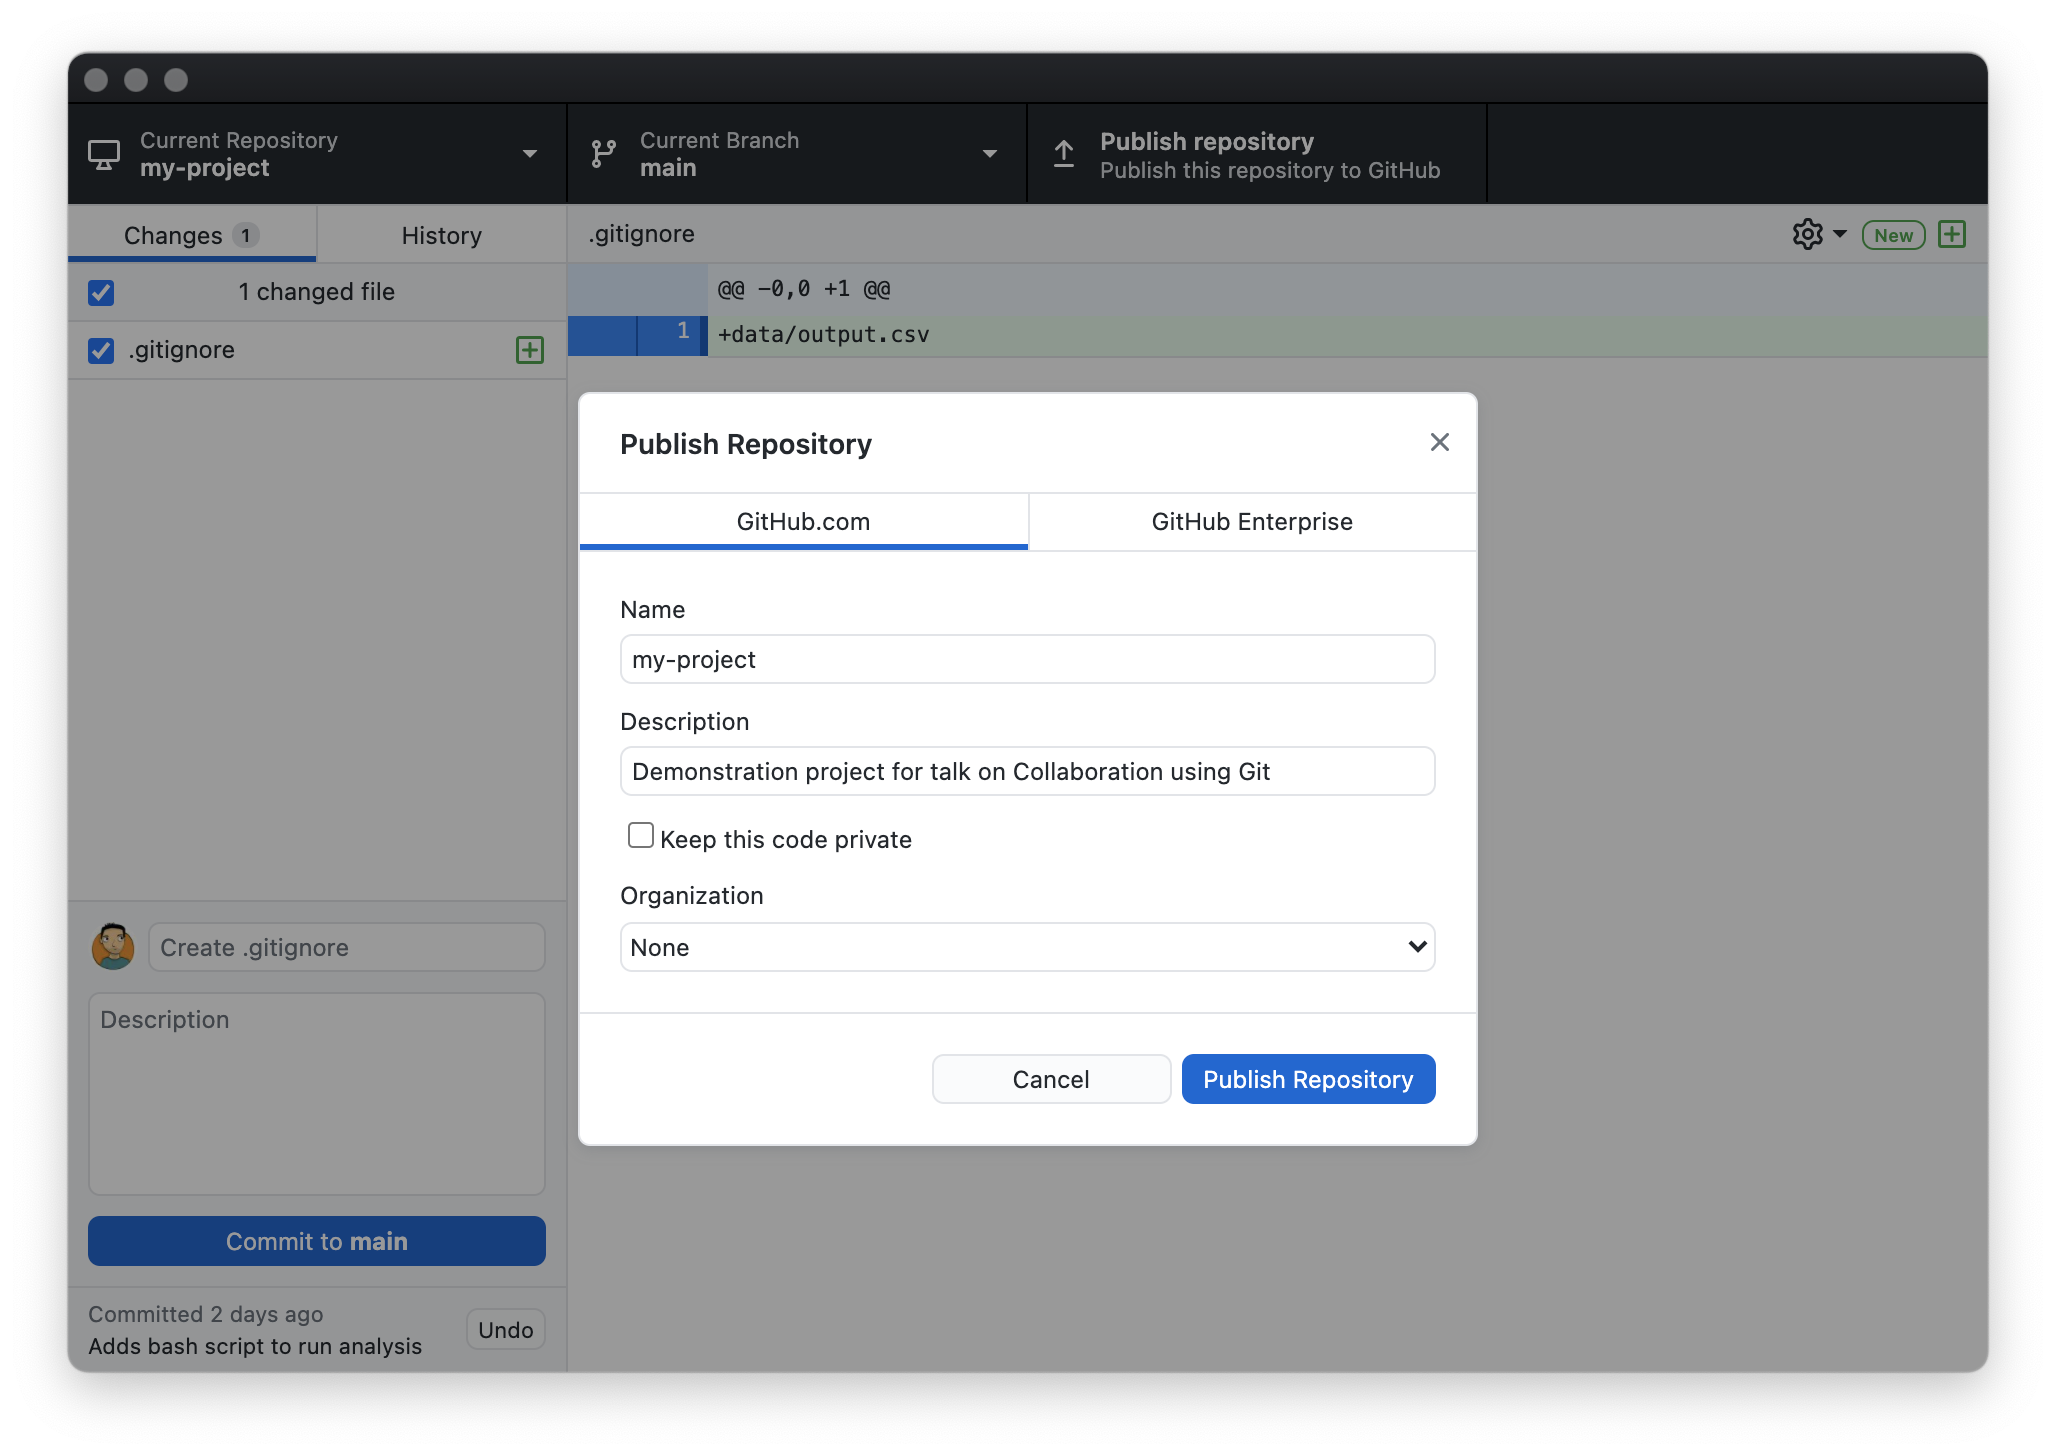 Current Repository
my-project
Current Branch
main
Publish repository
Publish this repository to GitHub
Changes 1
History
.gitignore
New
1 changed file
@@ -0,0 +1 @@
.gitignore
1 +data/output.csv
Publish Repository
GitHub.com
GitHub Enterprise
Name
my-project
Description
Demonstration project for talk on Collaboration using Git
Keep this code private
Organization
None
Cancel
Publish Repository
Create .gitignore
Description
Commit to main
Committed 2 days ago
Adds bash script to run analysis
Undo